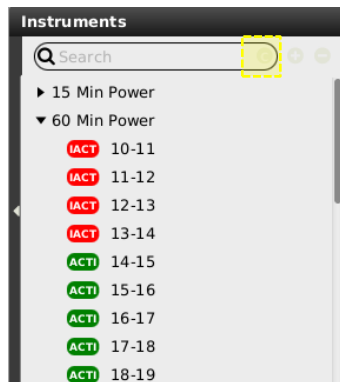 Instruments
Search
15 Min Power
60 Min Power
IACT 10-11
IACT 11-12
IACT 12-13
IACT 13-14
ACTI 14-15
ACTI 15-16
ACTI 16-17
ACTI 17-18
ACTI 18-19